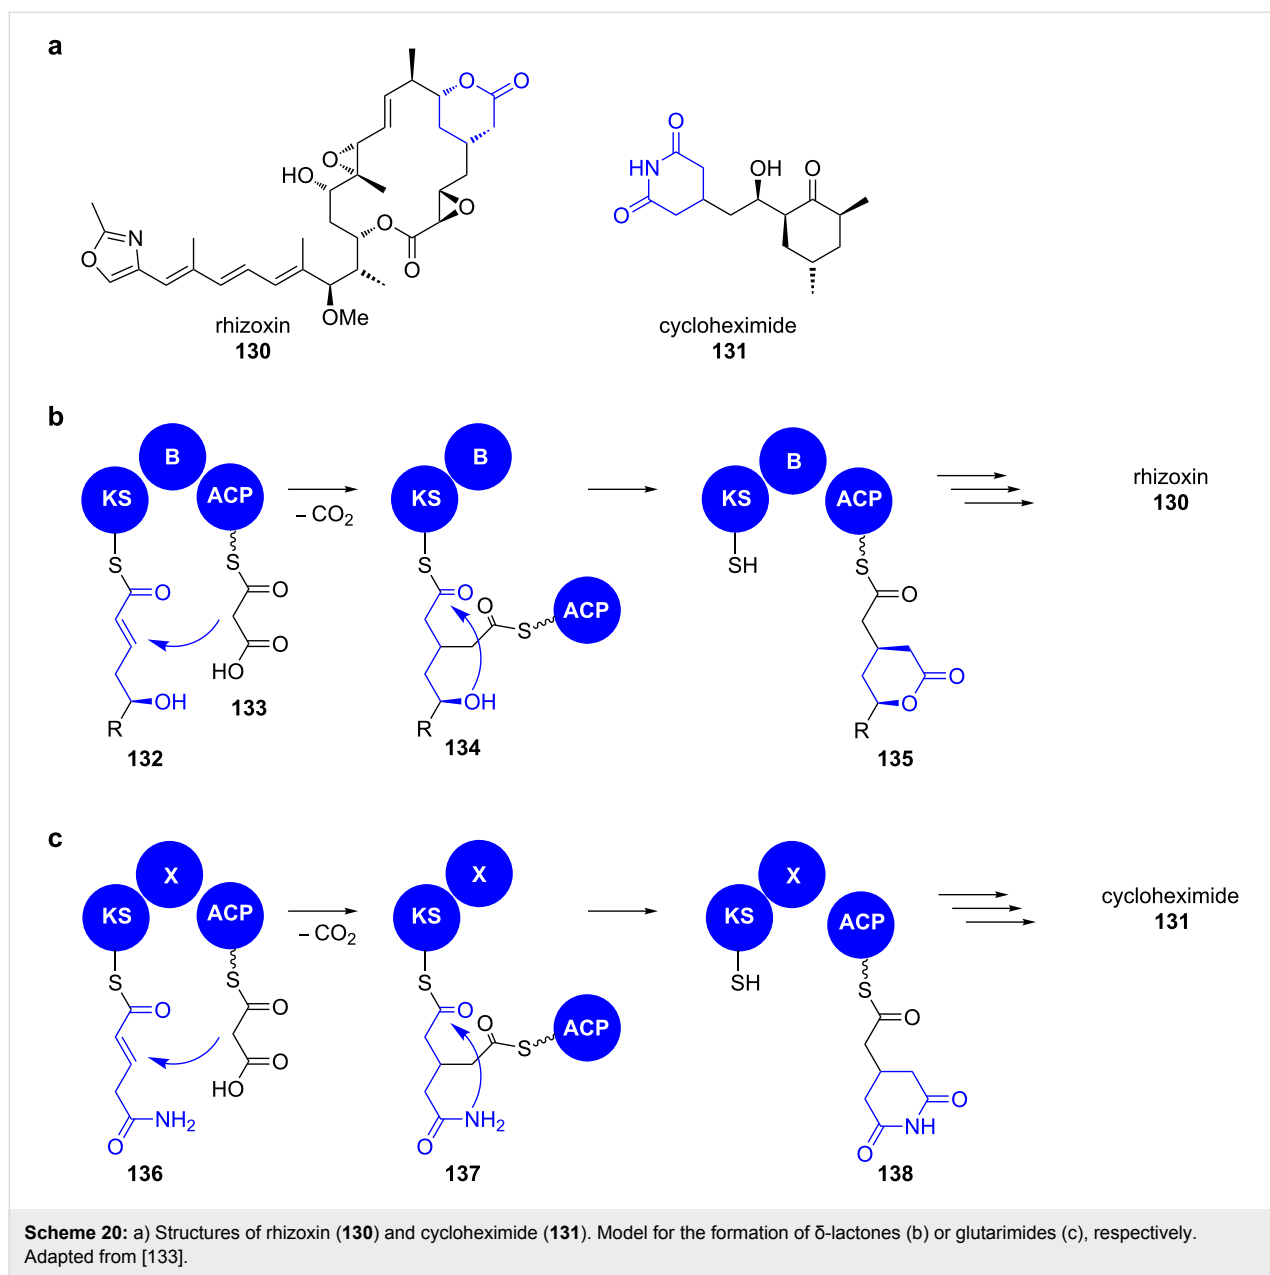 a
O
O
O
HO
O
O
O
N
O
OMe
rhizoxin
130
O
HN
O
OH
O
cycloheximide
131
b
KS
B
ACP
S
O
OH
R
132
S
O
O
HO
133
– CO2
KS
B
S
O
O
S
ACP
OH
R
134
KS
B
ACP
SH
S
O
O
O
R
135
rhizoxin
130
c
KS
X
ACP
S
O
NH2
O
136
S
O
O
HO
– CO2
KS
X
S
O
O
S
ACP
NH2
O
137
KS
X
ACP
SH
S
O
O
NH
O
138
cycloheximide
131
Scheme 20: a) Structures of rhizoxin (130) and cycloheximide (131). Model for the formation of δ-lactones (b) or glutarimides (c), respectively.
Adapted from [133].